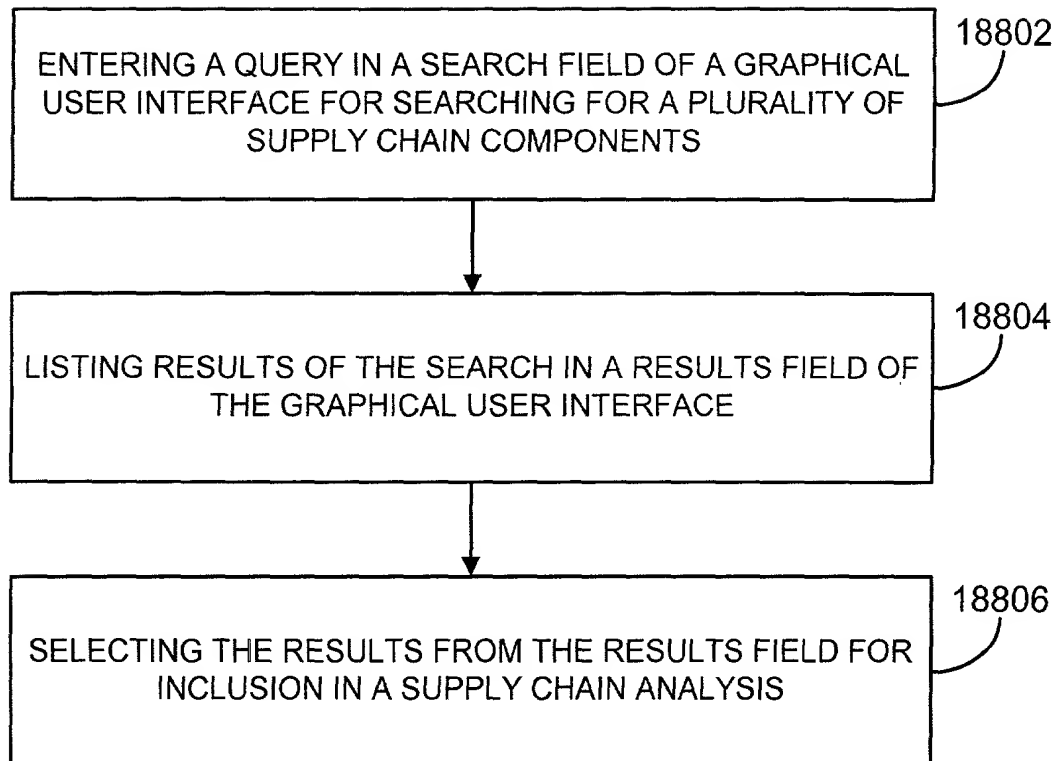 18802
ENTERING A QUERY IN A SEARCH FIELD OF A GRAPHICAL
USER INTERFACE FOR SEARCHING FOR A PLURALITY OF
SUPPLY CHAIN COMPONENTS
18804
LISTING RESULTS OF THE SEARCH IN A RESULTS FIELD OF
THE GRAPHICAL USER INTERFACE
18806
SELECTING THE RESULTS FROM THE RESULTS FIELD FOR
INCLUSION IN A SUPPLY CHAIN ANALYSIS